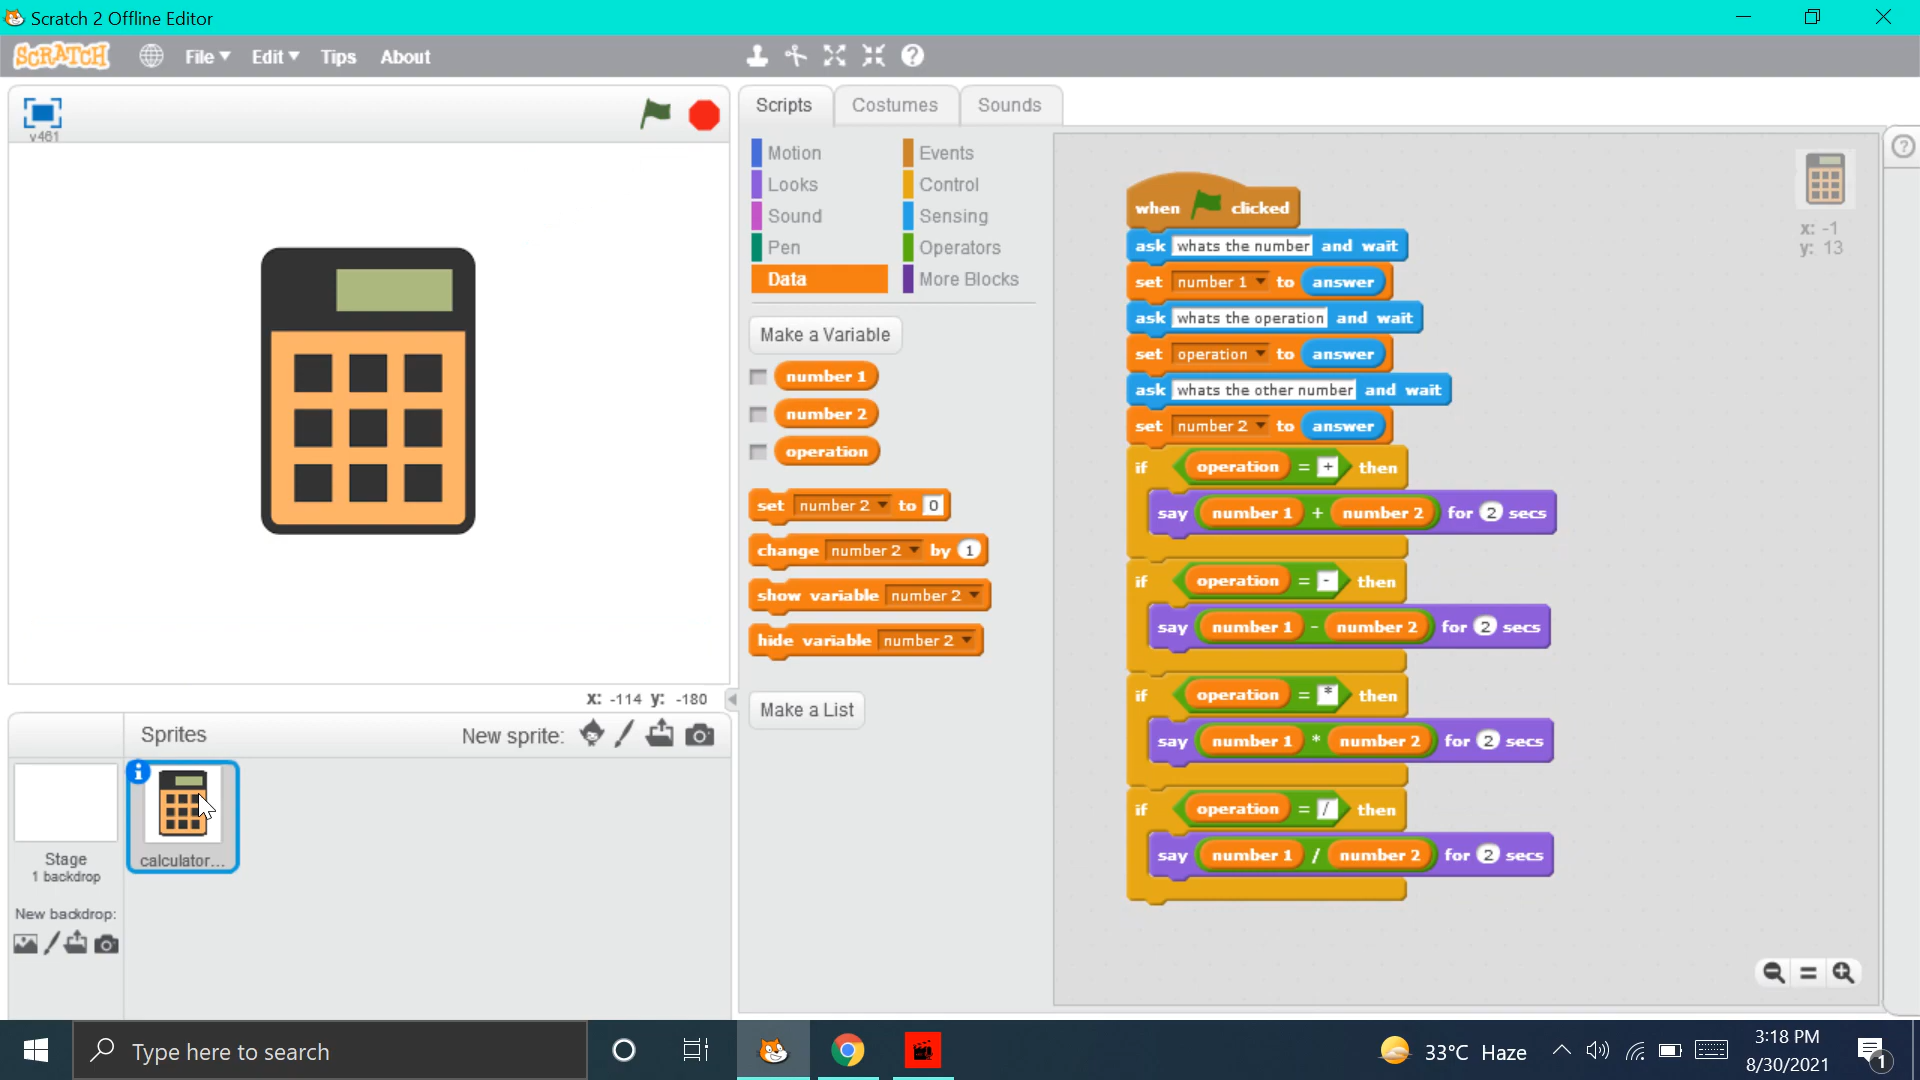 Scratch 2 Offline Editor
SCRATCH File Edit Tips About
v461
Scripts Costumes Sounds
Motion Events
Looks Control
Sound Sensing
Pen Operators
Data More Blocks
Make a Variable
number 1
number 2
operation
set number 2 to 0
change number 2 by 1
show variable number 2
hide variable number 2
Make a List
when clicked
ask whats the number and wait
set number 1 to answer
ask whats the operation and wait
set operation to answer
ask whats the other number and wait
set number 2 to answer
if operation = + then
say number 1 + number 2 for 2 secs
if operation = - then
say number 1 - number 2 for 2 secs
if operation = * then
say number 1 * number 2 for 2 secs
if operation = / then
say number 1 / number 2 for 2 secs
x: -1
y: 13
x: -114 y: -180
Sprites New sprite:
Stage
1 backdrop
New backdrop:
calculator...
Type here to search
33°C Haze
3:18 PM
8/30/2021
1